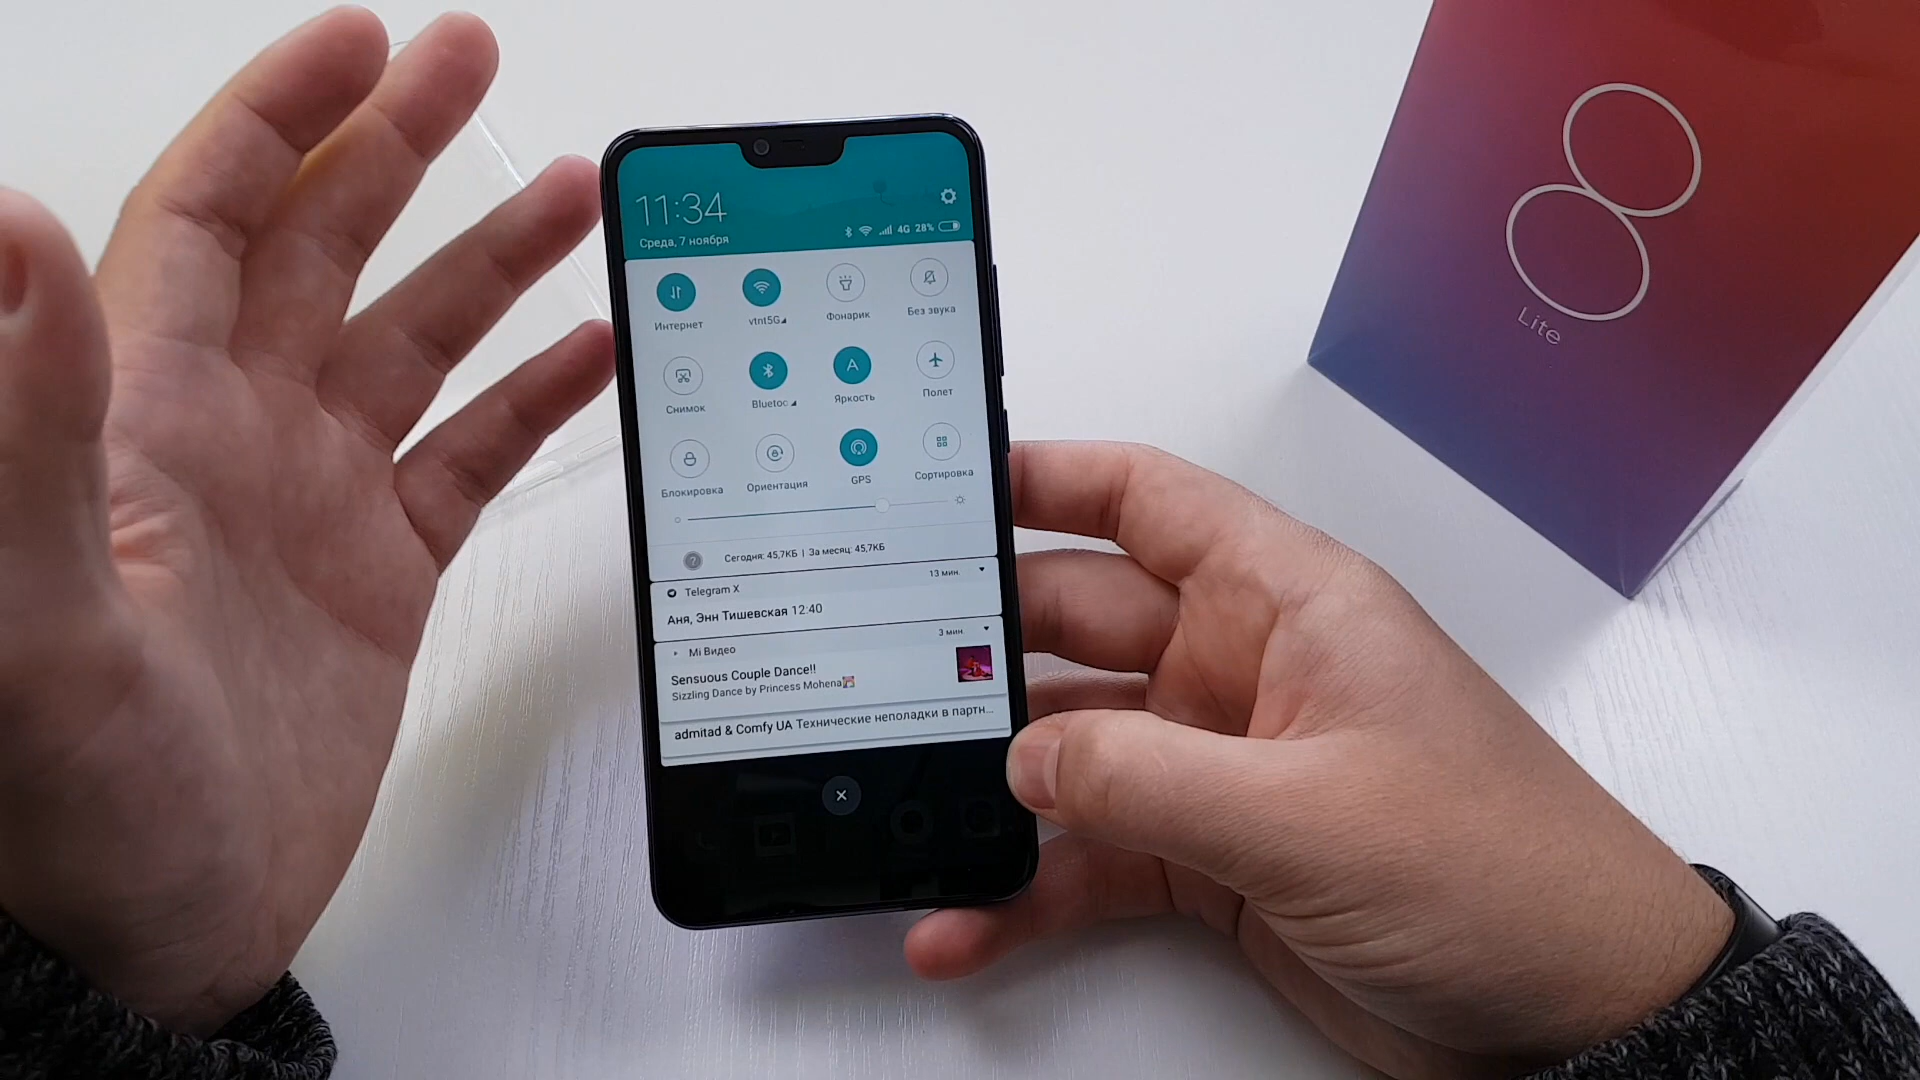 11:34
Среда, 7 ноября
4G 28%
Интернет
vtnt5G
Фонарик
Без звука
Снимок
Bluetoc
A
Яркость
Полет
Блокировка
Ориентация
GPS
Сортировка
?
Сегодня: 45,7КБ | За месяц: 45,7КБ
Telegram X
13 мин.
Аня, Энн Тишевская 12:40
Mi Видео
3 мин.
Sensuous Couple Dance!!
Sizzling Dance by Princess Mohena
admitad & Comfy UA Технические неполадки в партн...
8
Lite